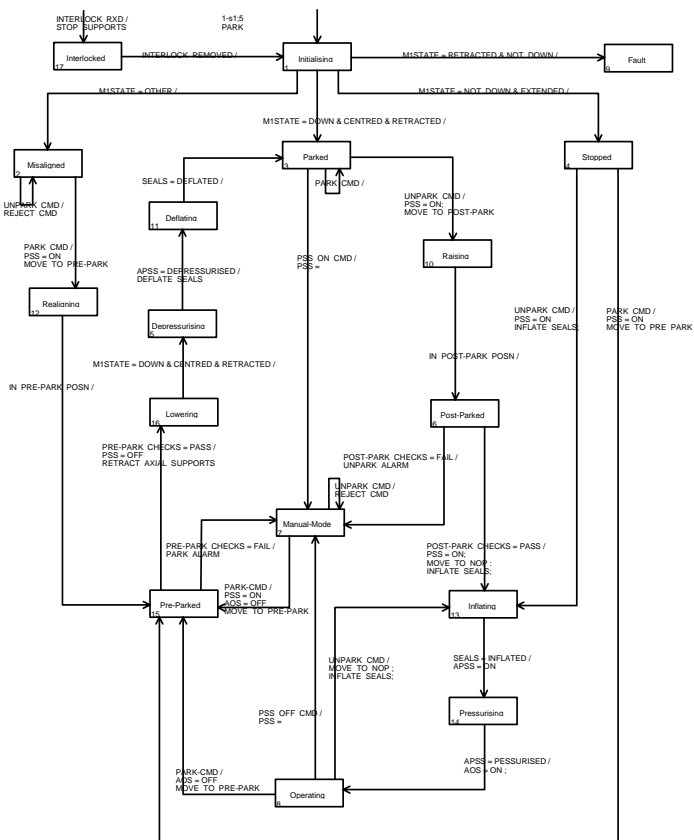 INTERLOCK RXD /
STOP SUPPORTS
1-s1;5
PARK
Interlocked
17
INTERLOCK REMOVED /
Initialising
1
M1STATE = RETRACTED & NOT DOWN /
Fault
9
M1STATE = OTHER /
M1STATE = NOT DOWN & EXTENDED /
M1STATE = DOWN & CENTRED & RETRACTED /
Misaligned
2
UNPARK CMD /
REJECT CMD
SEALS = DEFLATED /
Parked
3
PARK CMD /
Stopped
4
UNPARK CMD /
PSS = ON;
MOVE TO POST-PARK
Deflating
11
PARK CMD /
PSS = ON
MOVE TO PRE-PARK
APSS = DEPRESSURISED /
DEFLATE SEALS
PSS ON CMD /
PSS =
Raising
10
Realigning
12
Depressurising
5
UNPARK CMD /
PSS = ON
INFLATE SEALS;
PARK CMD /
PSS = ON
MOVE TO PRE PARK
M1STATE = DOWN & CENTRED & RETRACTED /
IN POST-PARK POSN /
IN PRE-PARK POSN /
Lowering
16
Post-Parked
6
PRE-PARK CHECKS = PASS /
PSS = OFF
RETRACT AXIAL SUPPORTS
POST-PARK CHECKS = FAIL /
UNPARK ALARM
UNPARK CMD /
REJECT CMD
Manual-Mode
7
PRE-PARK CHECKS = FAIL /
PARK ALARM
POST-PARK CHECKS = PASS /
PSS = ON;
MOVE TO NOP ;
INFLATE SEALS;
PARK-CMD /
PSS = ON
AOS = OFF
MOVE TO PRE-PARK
Pre-Parked
15
Inflating
13
UNPARK CMD /
MOVE TO NOP ;
INFLATE SEALS;
SEALS = INFLATED /
APSS = ON
PSS OFF CMD /
PSS =
Pressurising
14
APSS = PESSURISED /
AOS = ON ;
PARK-CMD /
AOS = OFF
MOVE TO PRE-PARK
Operating
8